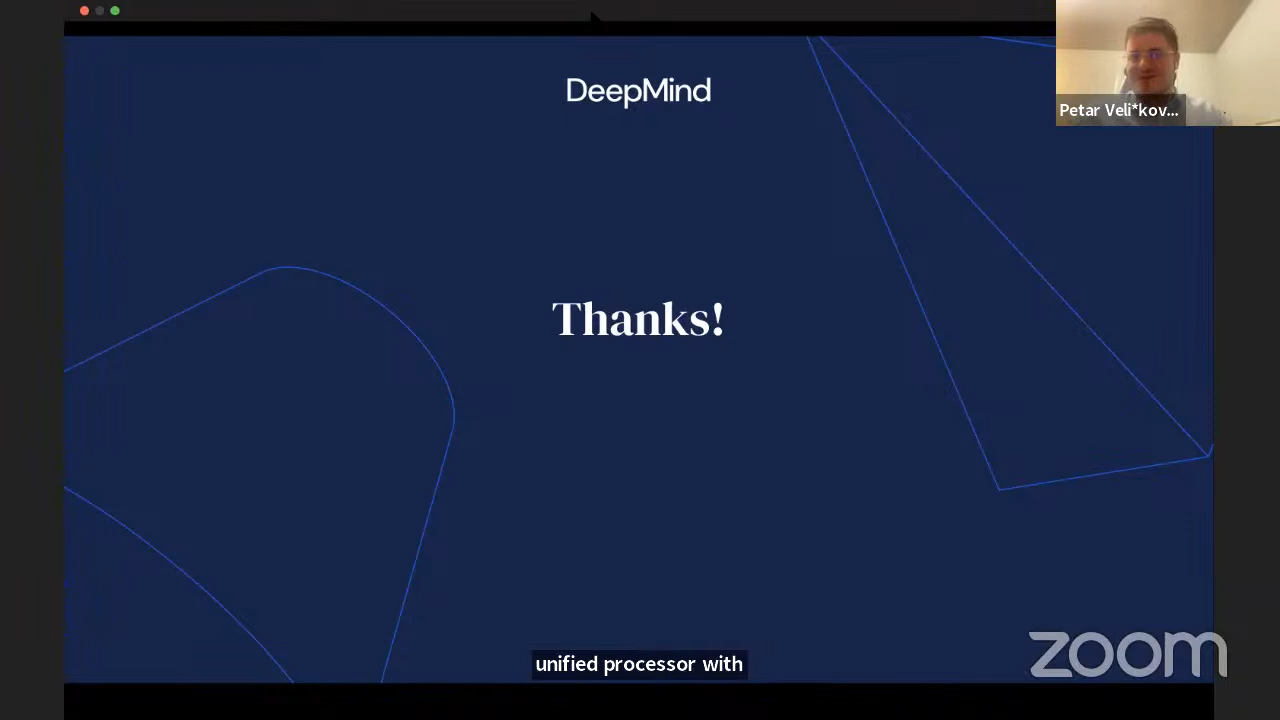 DeepMind
Petar Veli*kov...
Thanks!
unified processor with
zoom